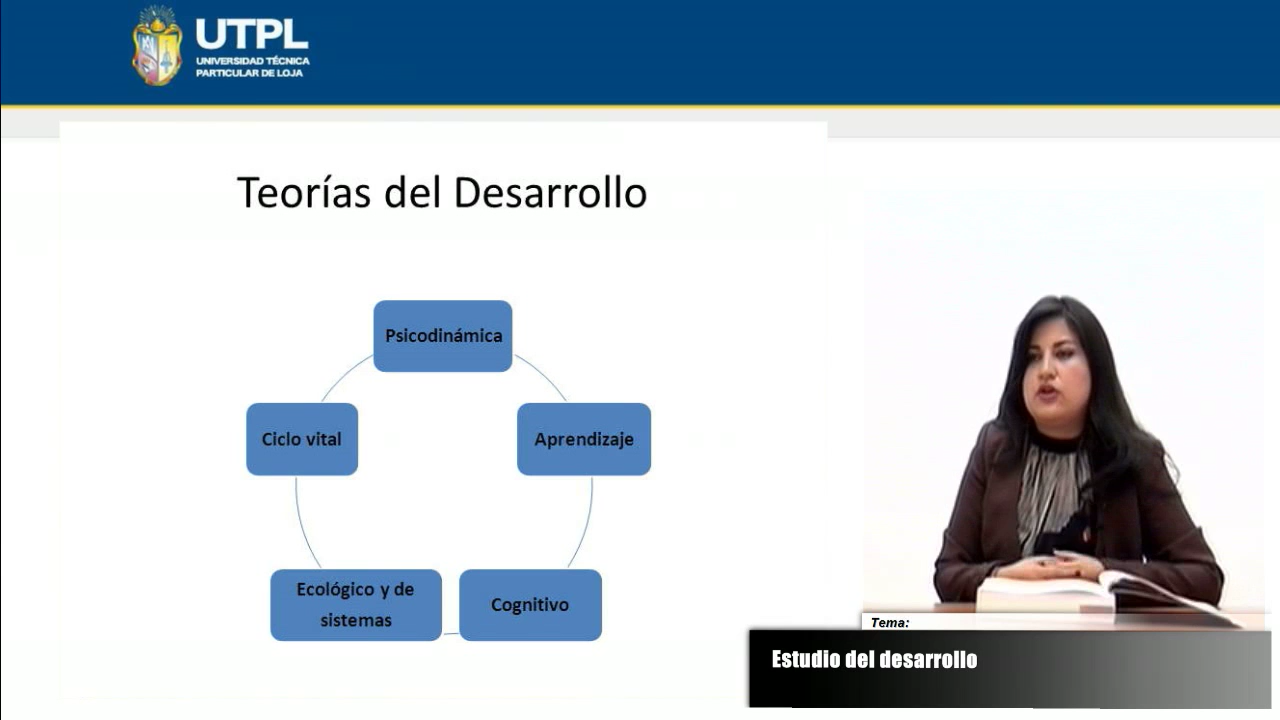 UTPL
UNIVERSIDAD TÉCNICA
PARTICULAR DE LOJA
Teorías del Desarrollo
Psicodinámica
Ciclo vital
Aprendizaje
Ecológico y de
sistemas
Cognitivo
Tema:
Estudio del desarrollo